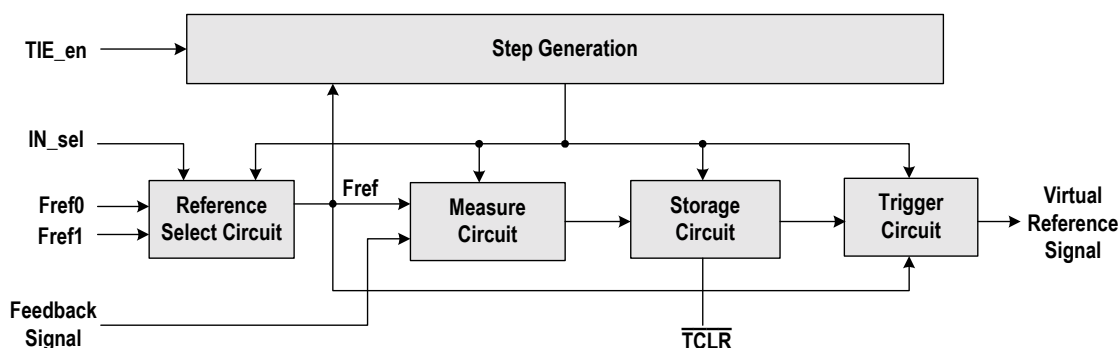 Step Generation
TIE_en
IN_sel
Fref0
Fref1
Reference
Select Circuit
Fref
Measure
Circuit
Storage
Circuit
Trigger
Circuit
Virtual
Reference
Signal
Feedback
Signal
TCLR